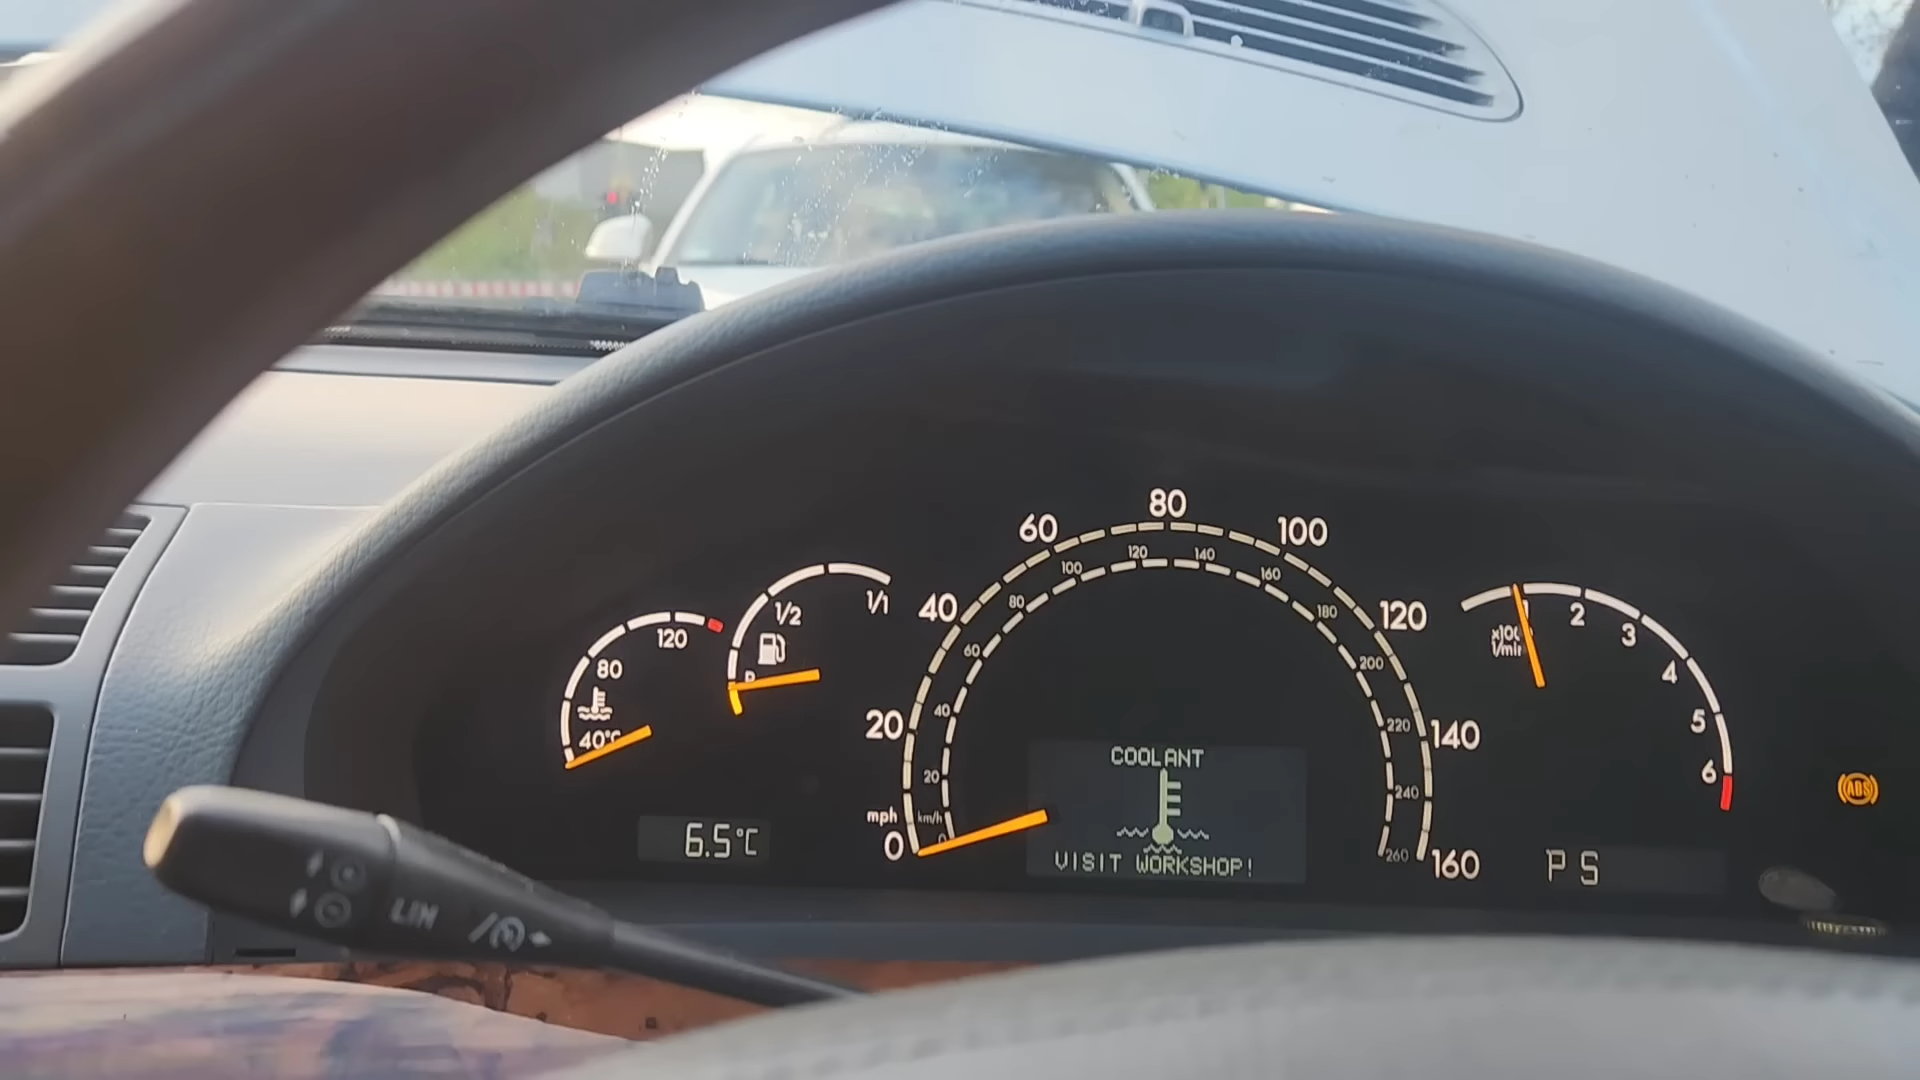 60
80
100
120
140
100
160
1/2
1/1
40
80
180
120
2
3
120
x100
1/min
60
200
4
80
40°C
20
40
220
140
5
20
240
6
ABS
mph
km/h
0
COOLANT
6.5°C
VISIT WORKSHOP!
260
160
P S
LIM